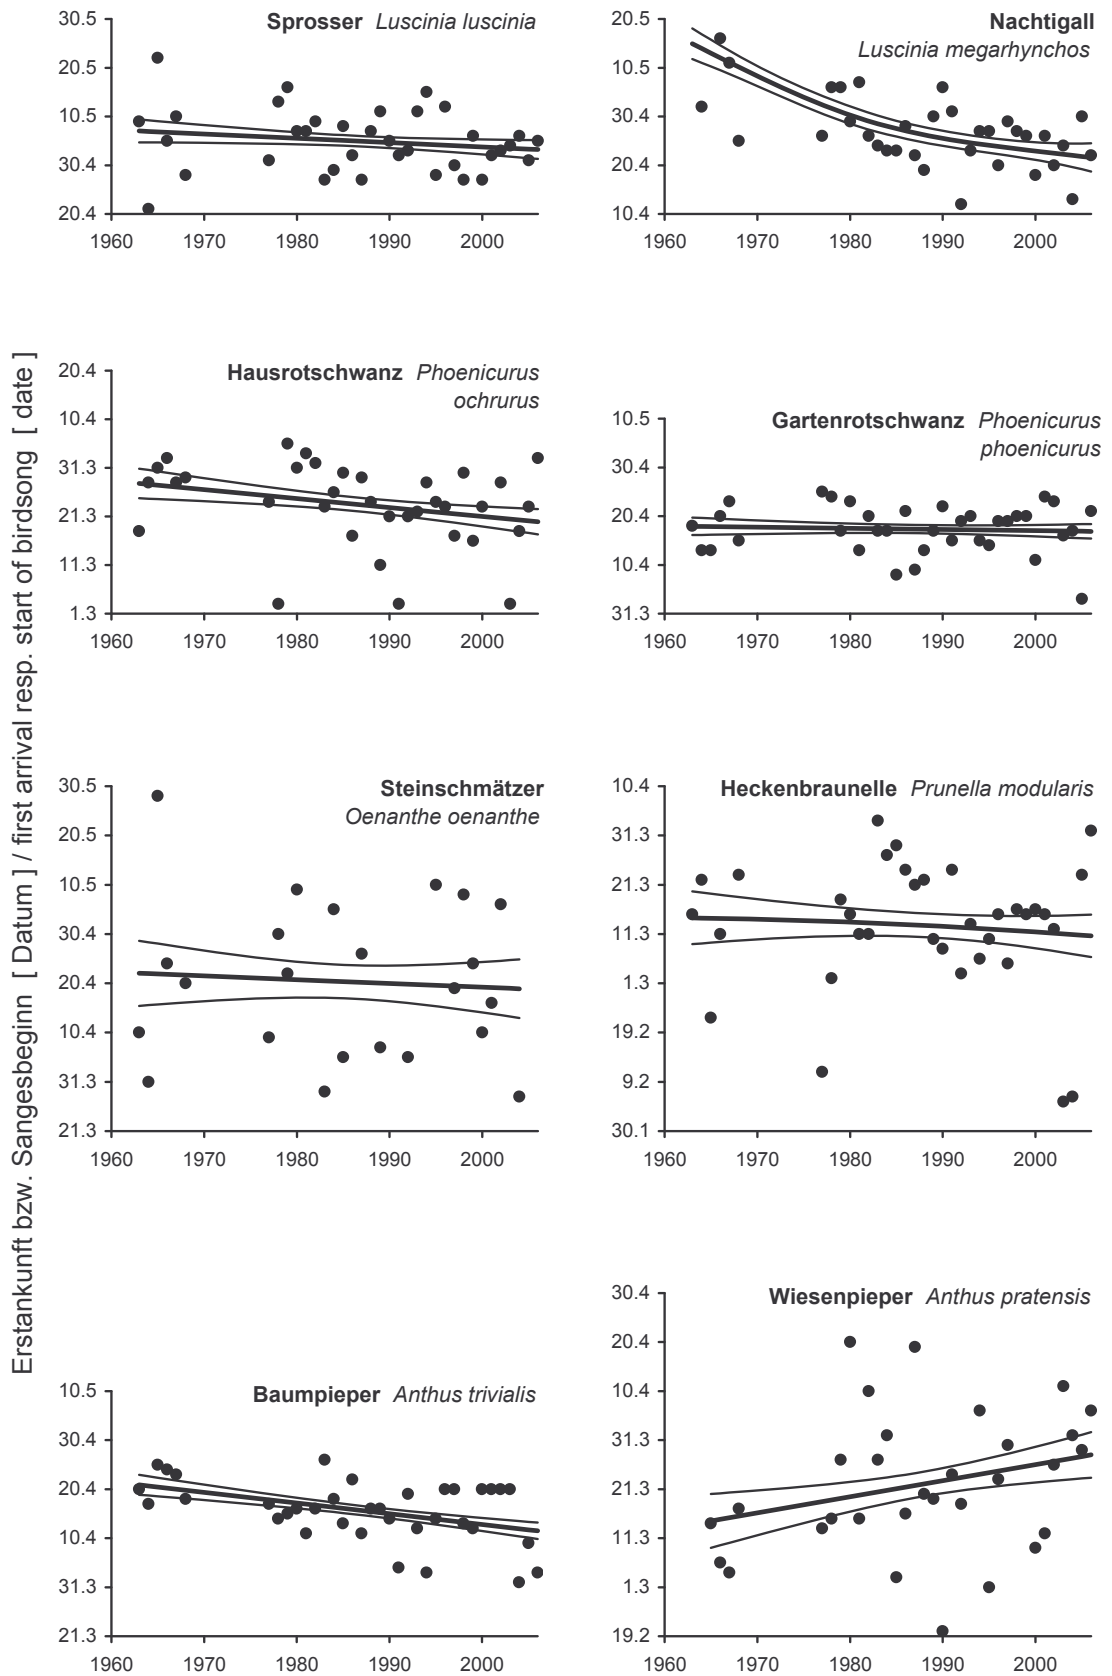 Erstankunft bzw. Sangesbeginn [ Datum ] / first arrival resp. start of birdsong [ date ]
Sprosser Luscinia luscinia
30.5
20.5
10.5
30.4
20.4
1960 1970 1980 1990 2000
Nachtigall
Luscinia megarhynchos
20.5
10.5
30.4
20.4
10.4
1960 1970 1980 1990 2000
Hausrotschwanz Phoenicurus
ochrurus
20.4
10.4
31.3
21.3
11.3
1.3
1960 1970 1980 1990 2000
Gartenrotschwanz Phoenicurus
phoenicurus
10.5
30.4
20.4
10.4
31.3
1960 1970 1980 1990 2000
Steinschmätzer
Oenanthe oenanthe
30.5
20.5
10.5
30.4
20.4
10.4
31.3
21.3
1960 1970 1980 1990 2000
Heckenbraunelle Prunella modularis
10.4
31.3
21.3
11.3
1.3
19.2
9.2
30.1
1960 1970 1980 1990 2000
Baumpieper Anthus trivialis
10.5
30.4
20.4
10.4
31.3
21.3
1960 1970 1980 1990 2000
Wiesenpieper Anthus pratensis
30.4
20.4
10.4
31.3
21.3
11.3
1.3
19.2
1960 1970 1980 1990 2000